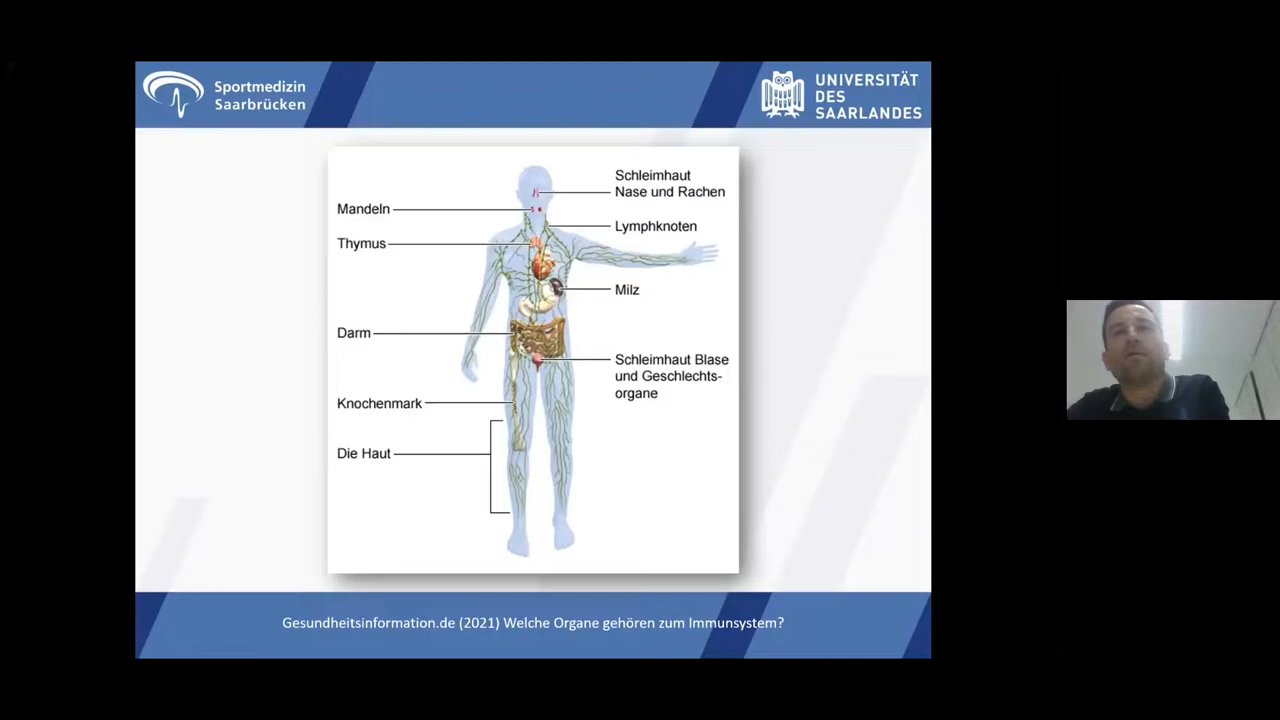 Sportmedizin
Saarbrücken
UNIVERSITÄT
DES
SAARLANDES
Schleimhaut
Nase und Rachen
Mandeln
Lymphknoten
Thymus
Milz
Darm
Schleimhaut Blase
und Geschlechts-
organe
Knochenmark
Die Haut
Gesundheitsinformation.de (2021) Welche Organe gehören zum Immunsystem?